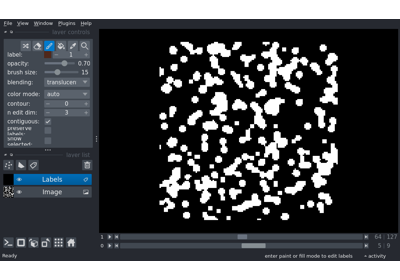 File View Window Plugins Help
layer controls
label: 1
opacity: 0.70
brush size: 15
blending: translucen
color mode: auto
contour: 0
n edit dim: 3
contiguous:
preserve
labels:
show
selected:
layer list
Labels
Image
1 64 127
0 5 9
Ready enter paint or fill mode to edit labels activity